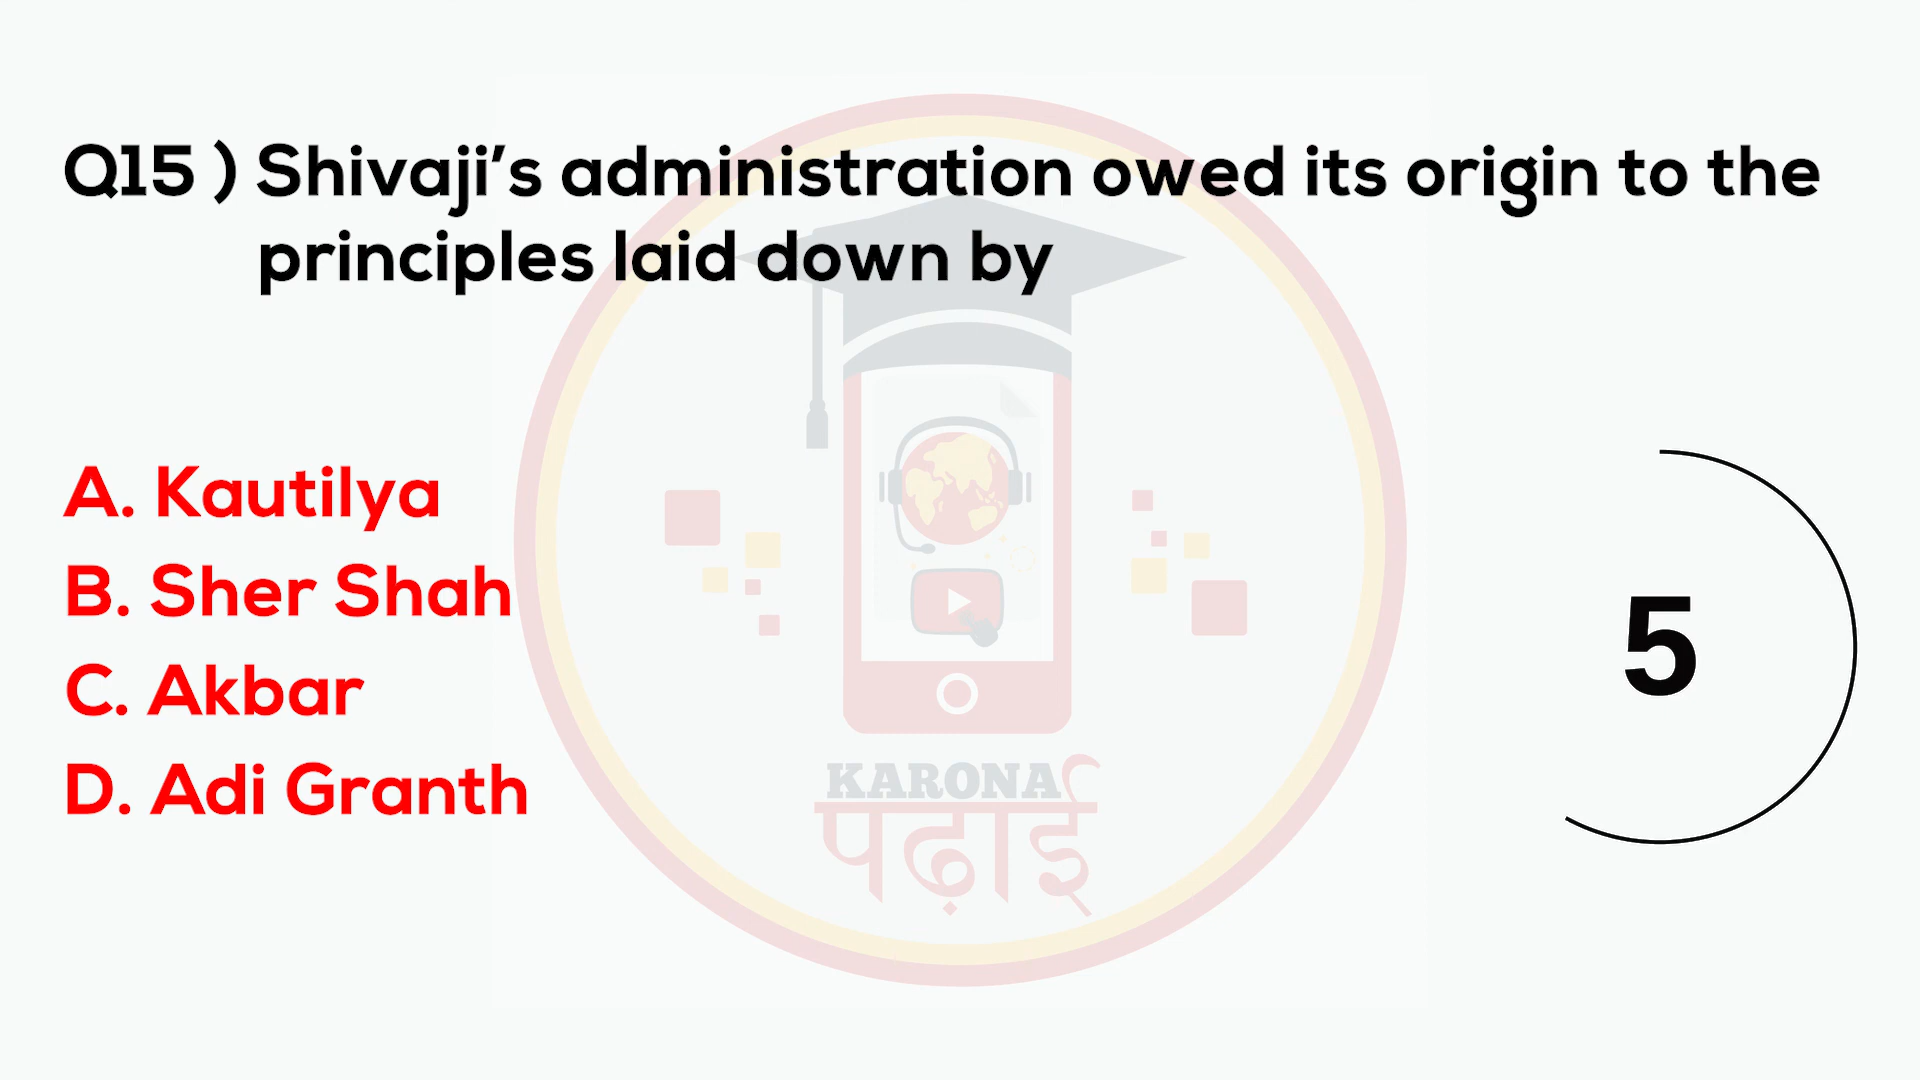 Q15 ) Shivaji’s administration owed its origin to the
principles laid down by
A. Kautilya
B. Sher Shah
C. Akbar
D. Adi Granth
5
KARONA
पढ़ाई